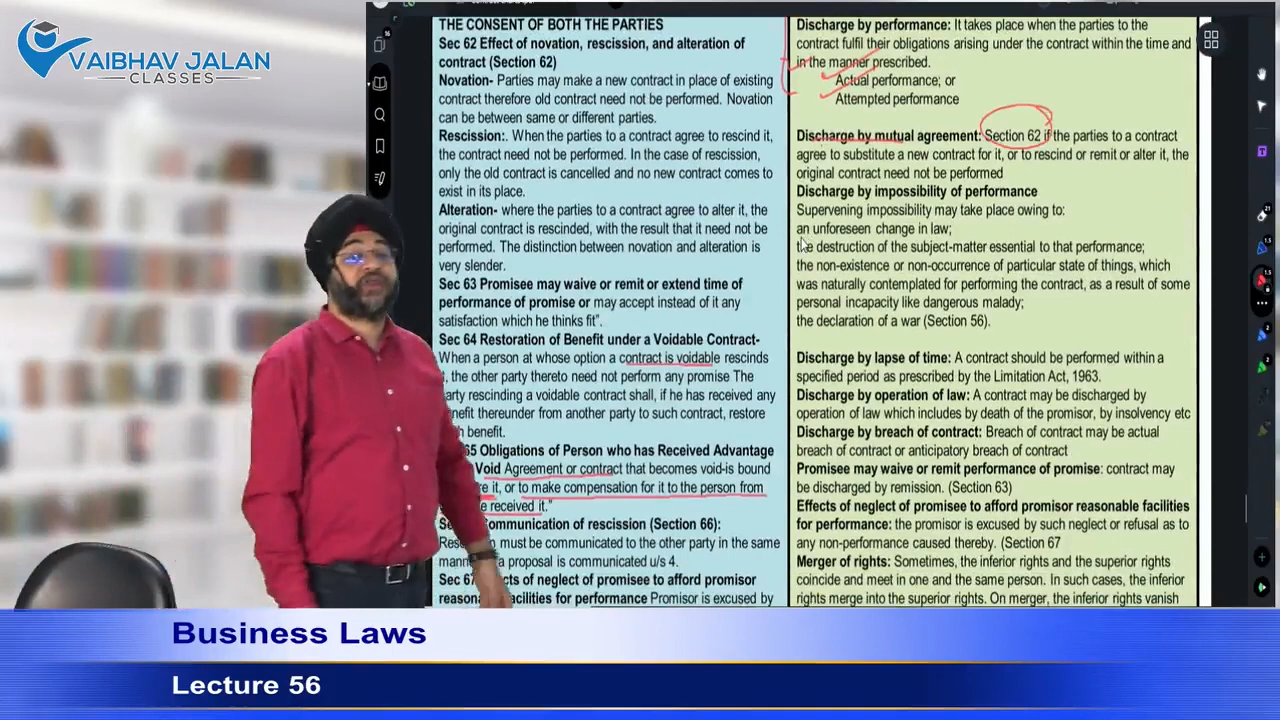 VAIBHAV JALAN
CLASSES
THE CONSENT OF BOTH THE PARTIES
Sec 62 Effect of novation, rescission, and alteration of
contract (Section 62)
Novation- Parties may make a new contract in place of existing
contract therefore old contract need not be performed. Novation
can be between same or different parties.
Rescission:. When the parties to a contract agree to rescind it,
the contract need not be performed. In the case of rescission,
only the old contract is cancelled and no new contract comes to
exist in its place.
Alteration- where the parties to a contract agree to alter it, the
original contract is rescinded, with the result that it need not be
performed. The distinction between novation and alteration is
very slender.
Sec 63 Promisee may waive or remit or extend time of
performance of promise or may accept instead of it any
satisfaction which he thinks fit".
Sec 64 Restoration of Benefit under a Voidable Contract-
When a person at whose option a contract is voidable rescinds
, the other party thereto need not perform any promise The
arty rescinding a voidable contract shall, if he has received any
nefit thereunder from another party to such contract, restore
h benefit.
65 Obligations of Person who has Received Advantage
Void Agreement or contract that becomes void-is bound
re it, or to make compensation for it to the person from
e received it."
Communication of rescission (Section 66):
must be communicated to the other party in the same
a proposal is communicated u/s 4.
Sec 67 cts of neglect of promisee to afford promisor
facilities for performance Promisor is excused by
Discharge by performance: It takes place when the parties to the
contract fulfil their obligations arising under the contract within the time and
in the manner prescribed.
Actual performance; or
Attempted performance
Discharge by mutual agreement: Section 62 if the parties to a contract
agree to substitute a new contract for it, or to rescind or remit or alter it, the
original contract need not be performed
Discharge by impossibility of performance
Supervening impossibility may take place owing to:
an unforeseen change in law;
the destruction of the subject-matter essential to that performance;
the non-existence or non-occurrence of particular state of things, which
was naturally contemplated for performing the contract, as a result of some
personal incapacity like dangerous malady;
the declaration of a war (Section 56).
Discharge by lapse of time: A contract should be performed within a
specified period as prescribed by the Limitation Act, 1963.
Discharge by operation of law: A contract may be discharged by
operation of law which includes by death of the promisor, by insolvency etc
Discharge by breach of contract: Breach of contract may be actual
breach of contract or anticipatory breach of contract
Promisee may waive or remit performance of promise: contract may
be discharged by remission. (Section 63)
Effects of neglect of promisee to afford promisor reasonable facilities
for performance: the promisor is excused by such neglect or refusal as to
any non-performance caused thereby. (Section 67
Merger of rights: Sometimes, the inferior rights and the superior rights
coincide and meet in one and the same person. In such cases, the inferior
rights merge into the superior rights. On merger, the inferior rights vanish
Business Laws
Lecture 56